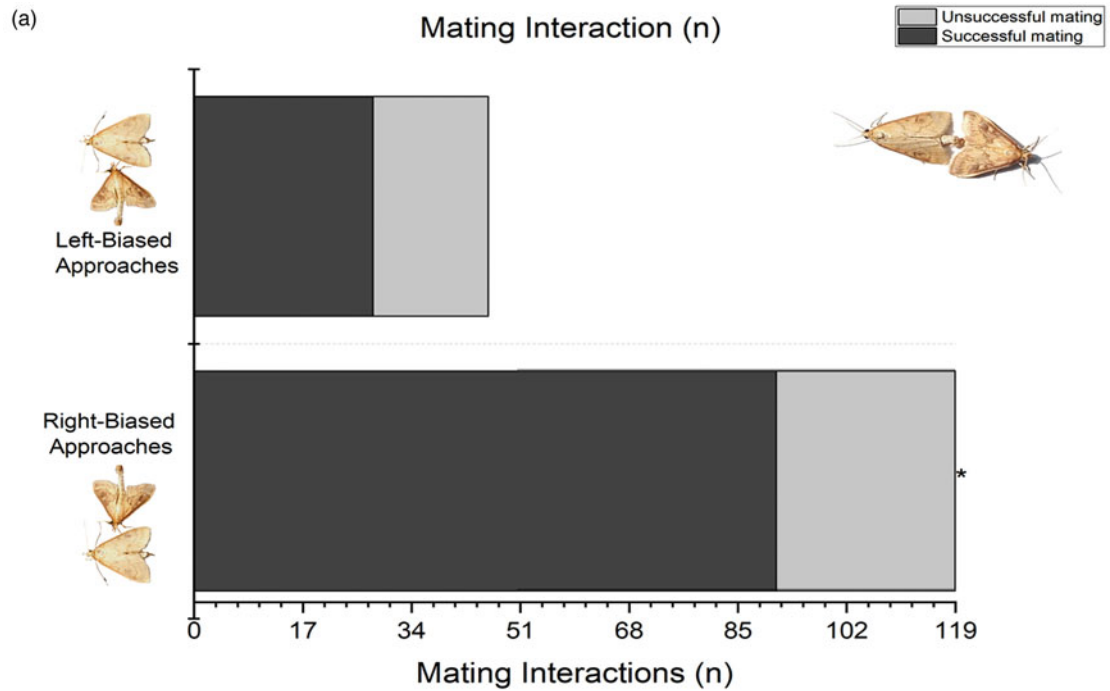 (a)
Mating Interaction (n)
Unsuccessful mating
Successful mating
Left-Biased
Approaches
Right-Biased
Approaches
*
0 17 34 51 68 85 102 119
Mating Interactions (n)